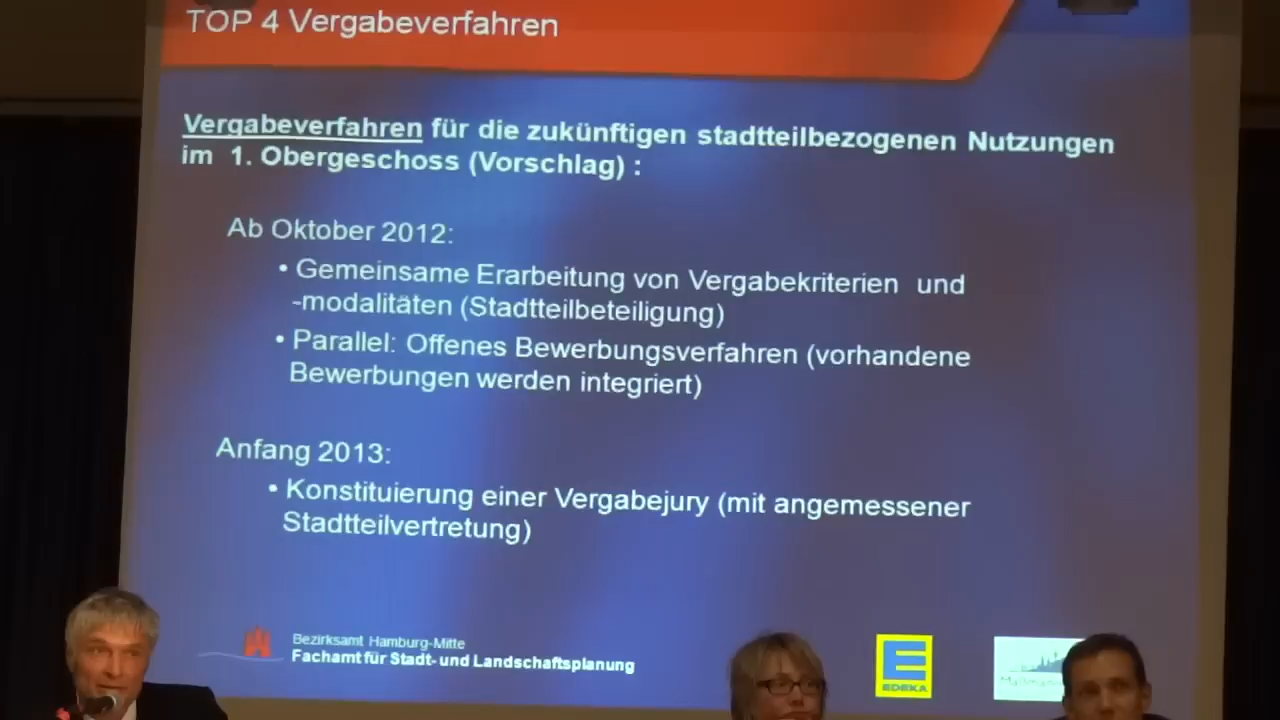 TOP 4 Vergabeverfahren
Vergabeverfahren für die zukünftigen stadtteilbezogenen Nutzungen
im 1. Obergeschoss (Vorschlag) :
Ab Oktober 2012:
• Gemeinsame Erarbeitung von Vergabekriterien und
-modalitäten (Stadtteilbeteiligung)
• Parallel: Offenes Bewerbungsverfahren (vorhandene
Bewerbungen werden integriert)
Anfang 2013:
• Konstituierung einer Vergabejury (mit angemessener
Stadtteilvertretung)
Bezirksamt Hamburg-Mitte
Fachamt für Stadt- und Landschaftsplanung
EDEKA